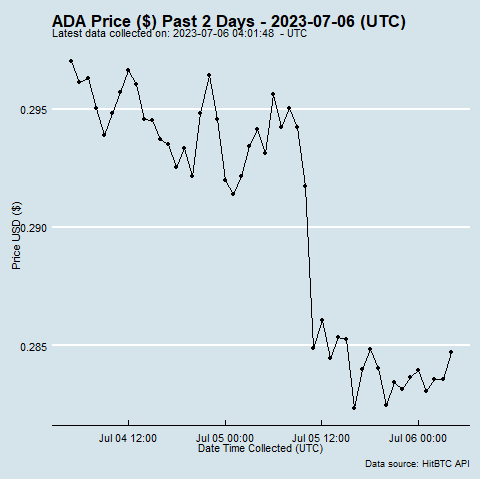 ADA Price ($) Past 2 Days - 2023-07-06 (UTC)
Latest data collected on: 2023-07-06 04:01:48  - UTC
0.295
0.290
0.285
Price USD ($)
Jul 04 12:00 Jul 05 00:00 Jul 05 12:00 Jul 06 00:00
Date Time Collected (UTC)
Data source: HitBTC API